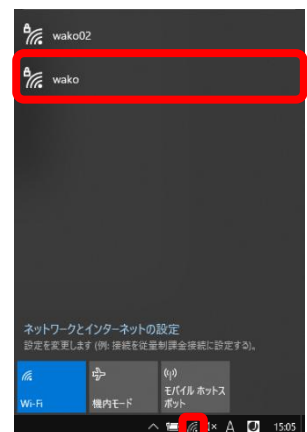 wako02
wako
ネットワークとインターネットの設定
設定を変更します (例: 接続を従量制課金接続に設定する)。
Wi-Fi
機内モード
モバイル ホットス
ポット
A
15:05